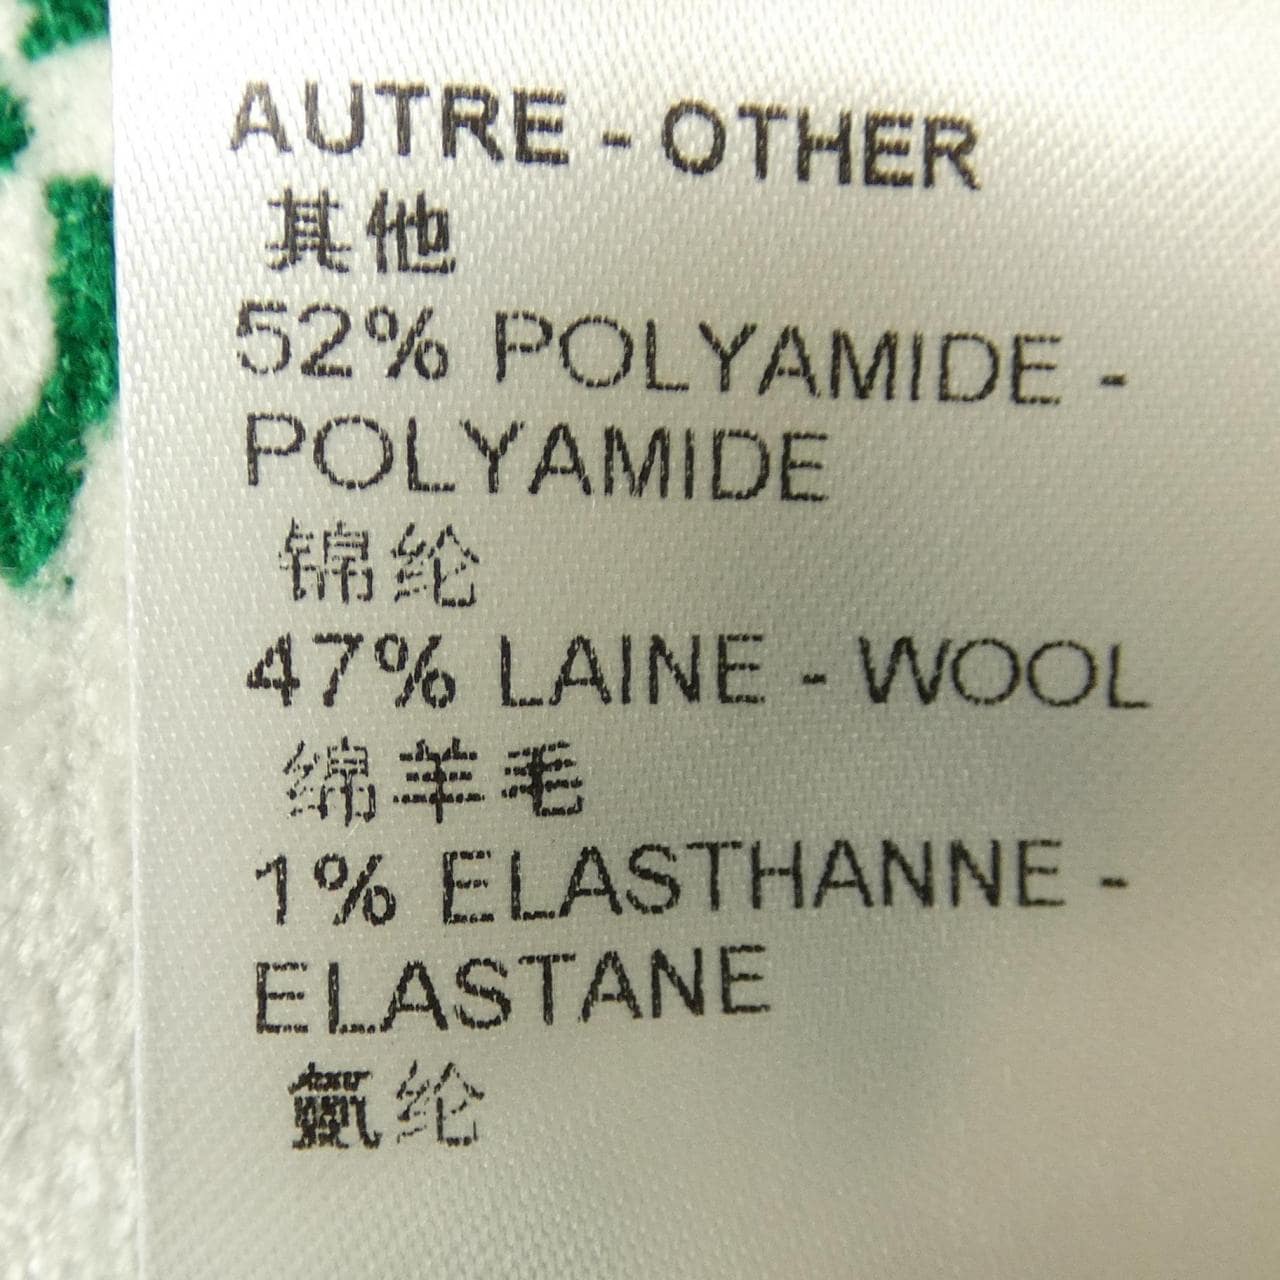 AUTRE - OTHER
其他
52% POLYAMIDE -
POLYAMIDE
锦纶
47% LAINE - WOOL
绵羊毛
1% ELASTHANNE -
ELASTANE
氨纶